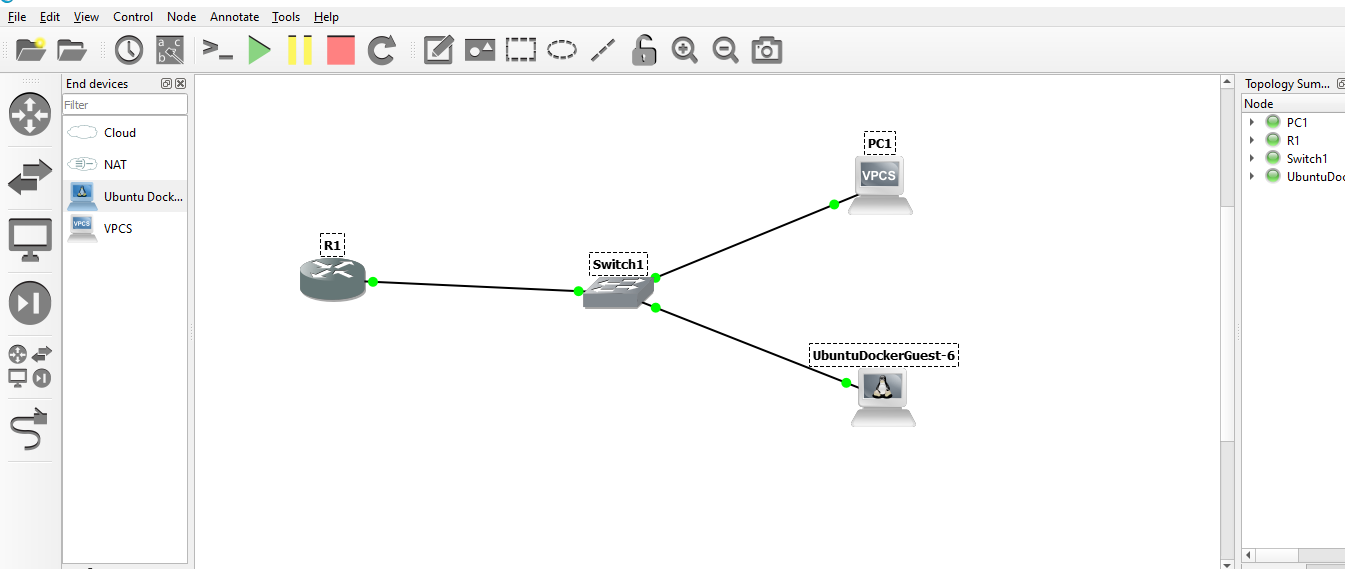 File Edit View Control Node Annotate Tools Help
End devices
Topology Sum...
Filter
Node
Cloud
NAT
Ubuntu Dock...
VPCS
PC1
R1
Switch1
UbuntuDoc
PC1
VPCS
R1
Switch1
UbuntuDockerGuest-6